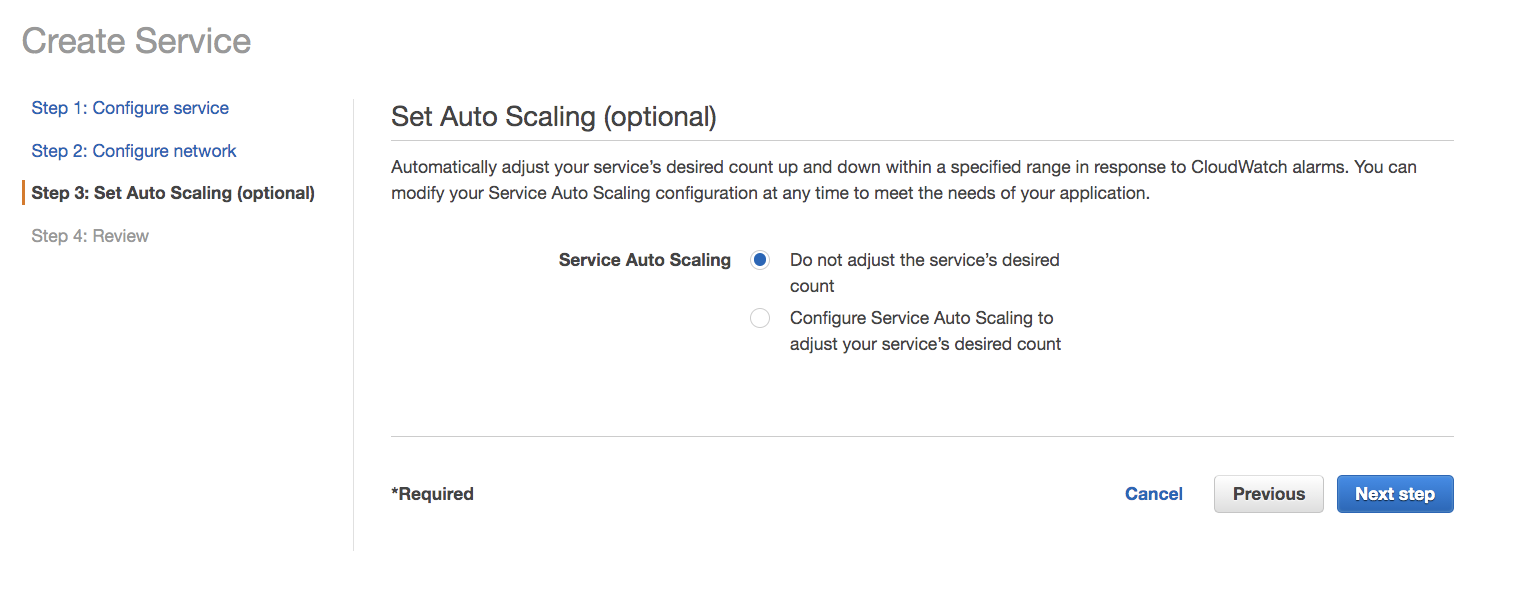 Create Service
Step 1: Configure service
Step 2: Configure network
Step 3: Set Auto Scaling (optional)
Step 4: Review
Set Auto Scaling (optional)
Automatically adjust your service’s desired count up and down within a specified range in response to CloudWatch alarms. You can
modify your Service Auto Scaling configuration at any time to meet the needs of your application.
Service Auto Scaling
Do not adjust the service’s desired
count
Configure Service Auto Scaling to
adjust your service’s desired count
*Required
Cancel
Previous
Next step